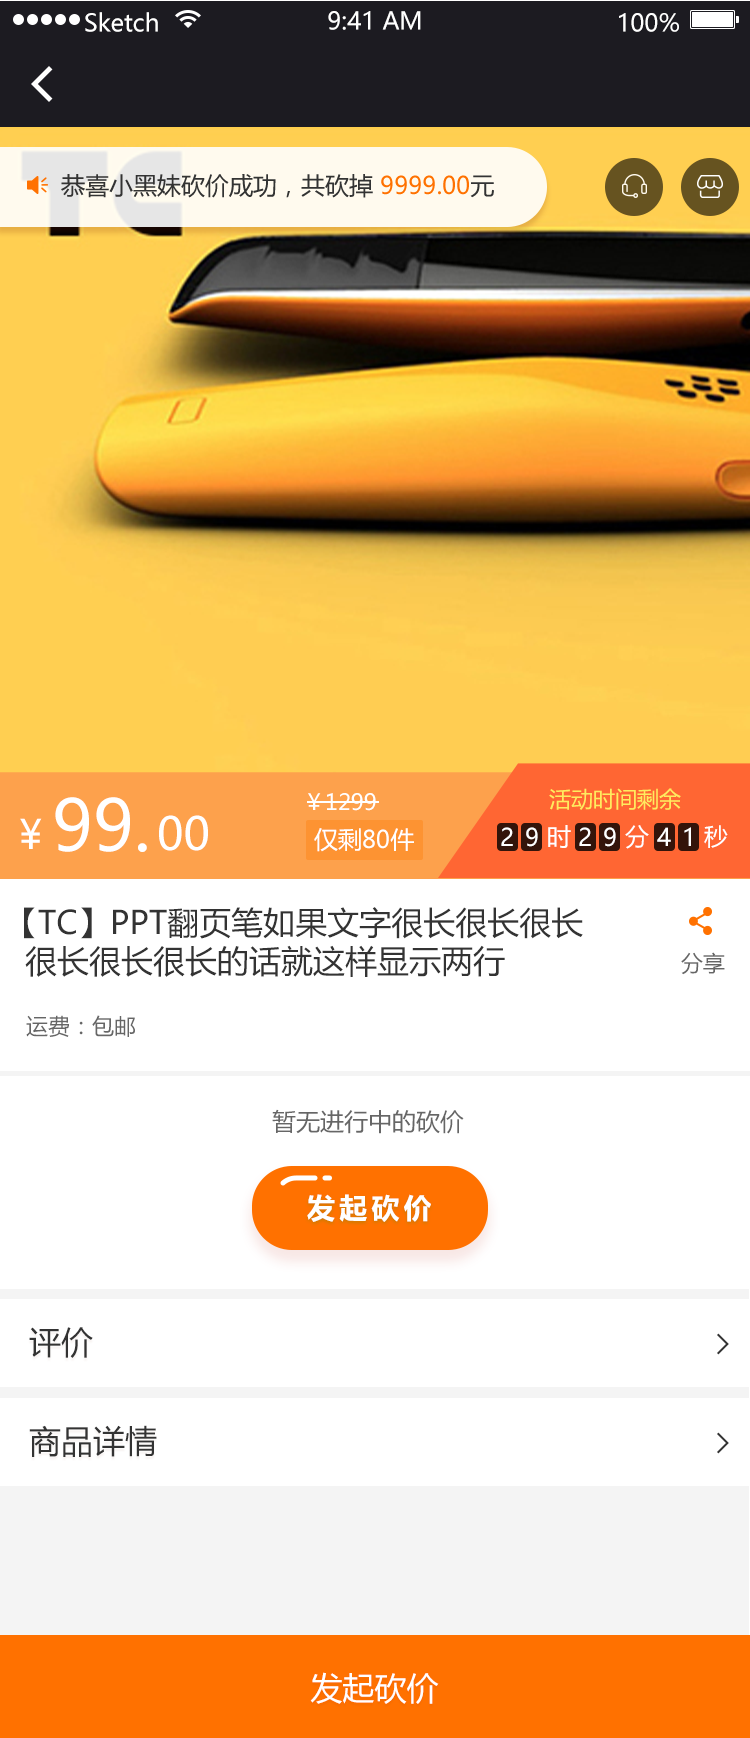 Sketch 9:41 AM 100%
TC
恭喜小黑妹砍价成功，共砍掉 9999.00元
¥ 99.00
¥1299
仅剩80件
活动时间剩余
29时29分41秒
【TC】PPT翻页笔如果文字很长很长很长
很长很长很长的话就这样显示两行
分享
运费：包邮
暂无进行中的砍价
发起砍价
评价
商品详情
发起砍价